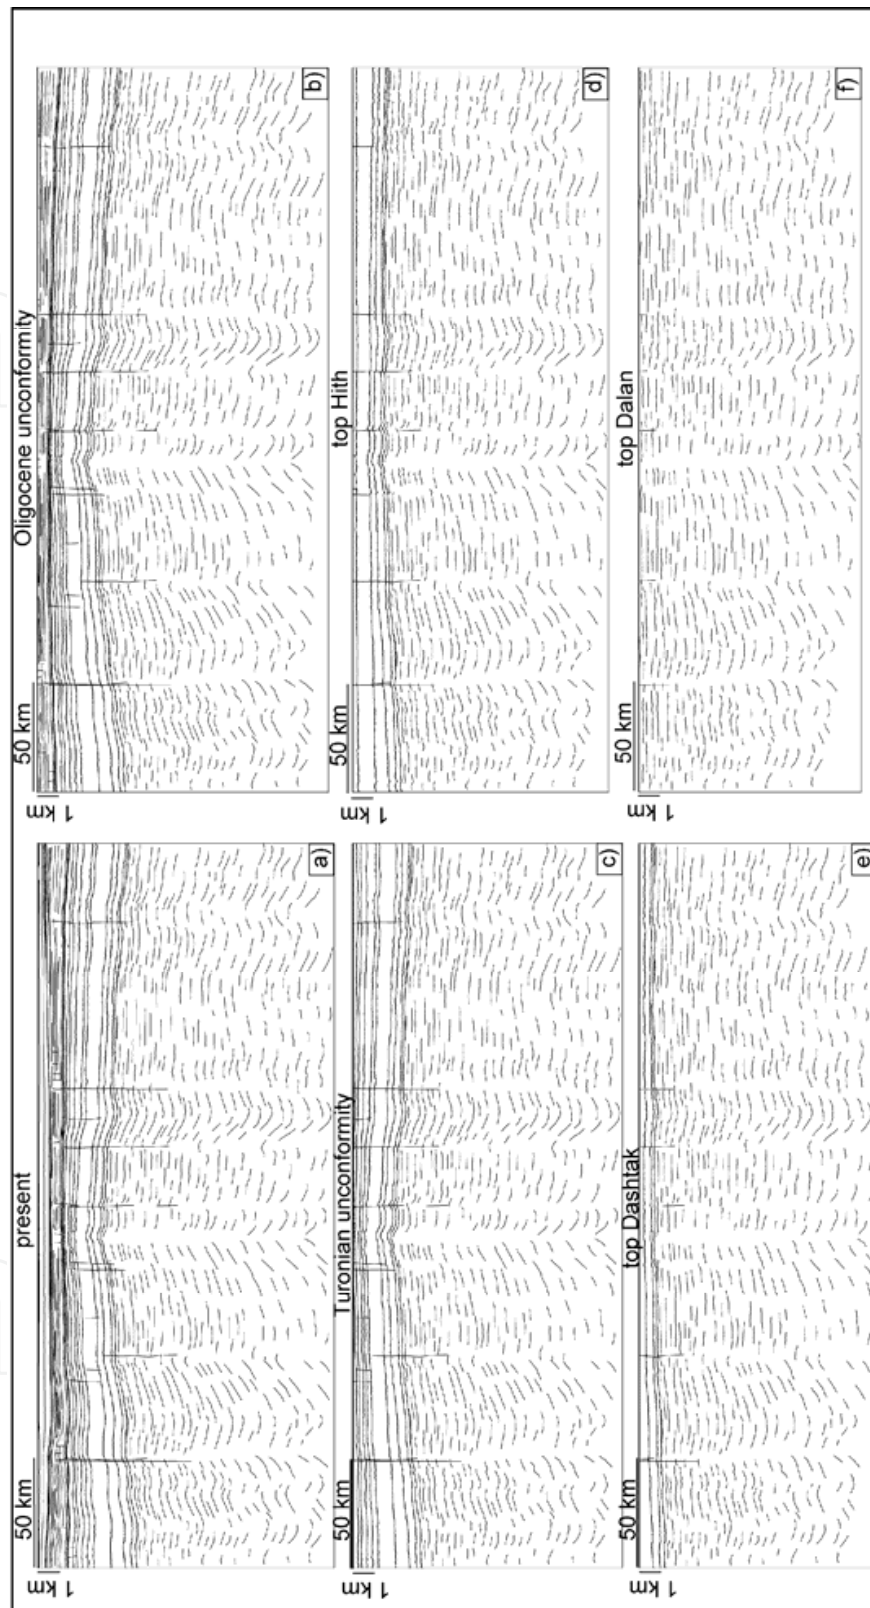 present
50 km
1 km
a)
Oligocene unconformity
50 km
1 km
b)
Turonian unconformity
50 km
1 km
c)
top Hith
50 km
1 km
d)
top Dashtak
50 km
1 km
e)
top Dalan
50 km
1 km
f)